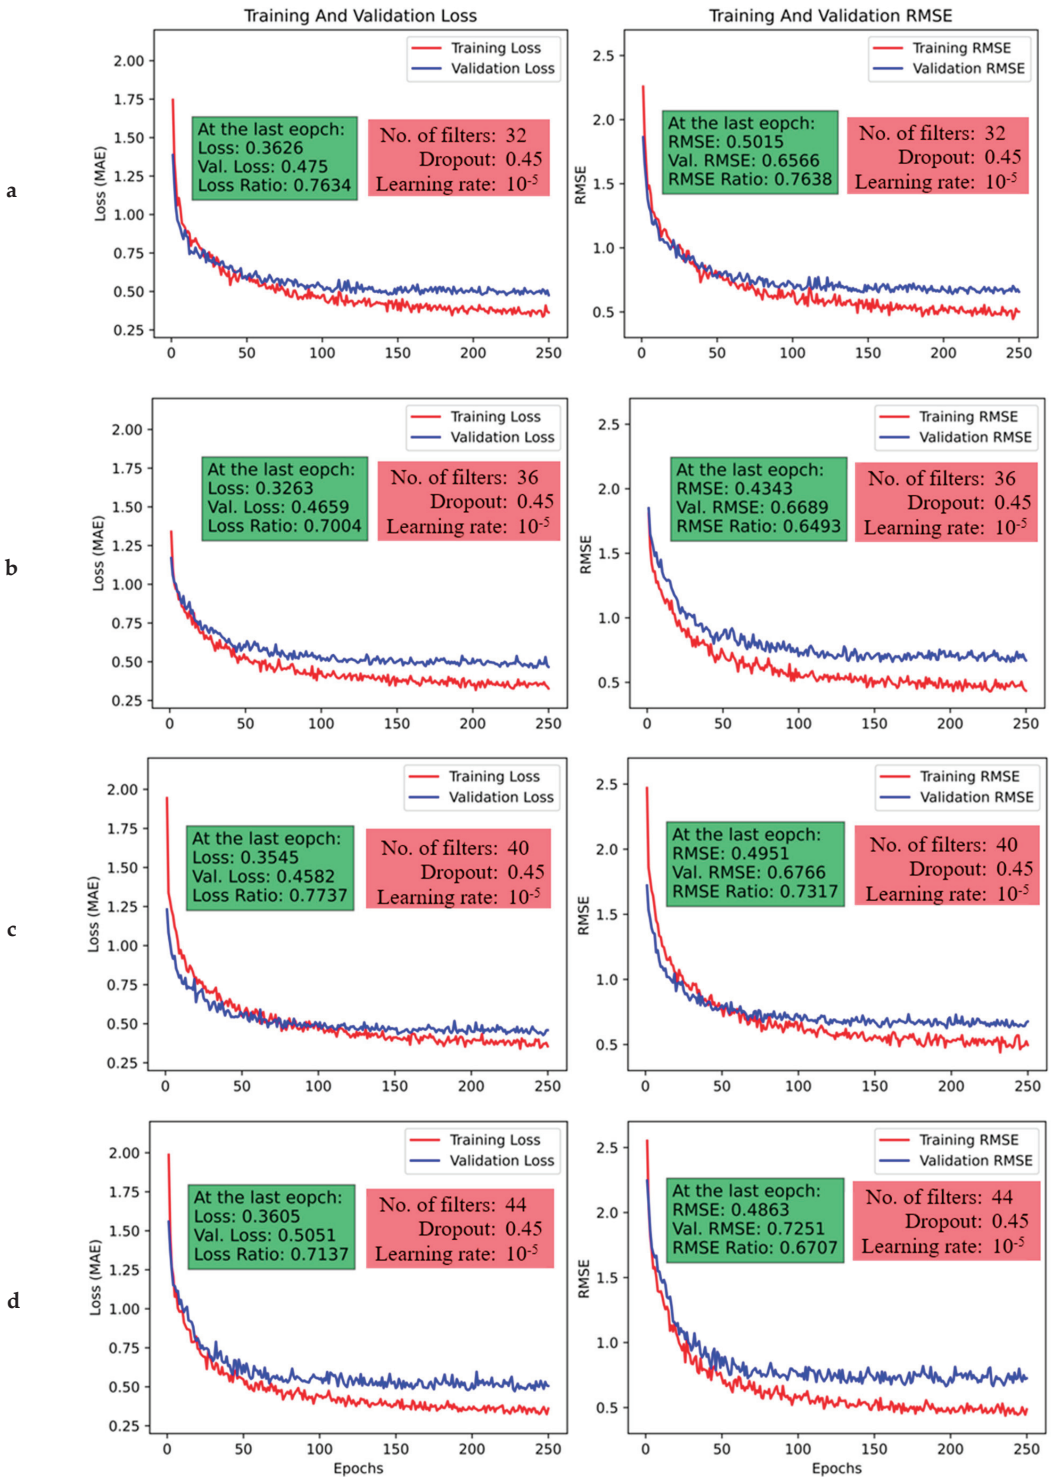 Training And Validation Loss
Training And Validation RMSE
a
Loss (MAE)
2.00
1.75
1.50
1.25
1.00
0.75
0.50
0.25
Training Loss
Validation Loss
At the last eopch:
Loss: 0.3626
Val. Loss: 0.475
Loss Ratio: 0.7634
No. of filters: 32
Dropout: 0.45
Learning rate: 10-5
0 50 100 150 200 250
RMSE
2.5
2.0
1.5
1.0
0.5
Training RMSE
Validation RMSE
At the last eopch:
RMSE: 0.5015
Val. RMSE: 0.6566
RMSE Ratio: 0.7638
No. of filters: 32
Dropout: 0.45
Learning rate: 10-5
0 50 100 150 200 250
b
Loss (MAE)
2.00
1.75
1.50
1.25
1.00
0.75
0.50
0.25
Training Loss
Validation Loss
At the last eopch:
Loss: 0.3263
Val. Loss: 0.4659
Loss Ratio: 0.7004
No. of filters: 36
Dropout: 0.45
Learning rate: 10-5
0 50 100 150 200 250
RMSE
2.5
2.0
1.5
1.0
0.5
Training RMSE
Validation RMSE
At the last eopch:
RMSE: 0.4343
Val. RMSE: 0.6689
RMSE Ratio: 0.6493
No. of filters: 36
Dropout: 0.45
Learning rate: 10-5
0 50 100 150 200 250
c
Loss (MAE)
2.00
1.75
1.50
1.25
1.00
0.75
0.50
0.25
Training Loss
Validation Loss
At the last eopch:
Loss: 0.3545
Val. Loss: 0.4582
Loss Ratio: 0.7737
No. of filters: 40
Dropout: 0.45
Learning rate: 10-5
0 50 100 150 200 250
RMSE
2.5
2.0
1.5
1.0
0.5
Training RMSE
Validation RMSE
At the last eopch:
RMSE: 0.4951
Val. RMSE: 0.6766
RMSE Ratio: 0.7317
No. of filters: 40
Dropout: 0.45
Learning rate: 10-5
0 50 100 150 200 250
d
Loss (MAE)
2.00
1.75
1.50
1.25
1.00
0.75
0.50
0.25
Training Loss
Validation Loss
At the last eopch:
Loss: 0.3605
Val. Loss: 0.5051
Loss Ratio: 0.7137
No. of filters: 44
Dropout: 0.45
Learning rate: 10-5
0 50 100 150 200 250
Epochs
RMSE
2.5
2.0
1.5
1.0
0.5
Training RMSE
Validation RMSE
At the last eopch:
RMSE: 0.4863
Val. RMSE: 0.7251
RMSE Ratio: 0.6707
No. of filters: 44
Dropout: 0.45
Learning rate: 10-5
0 50 100 150 200 250
Epochs